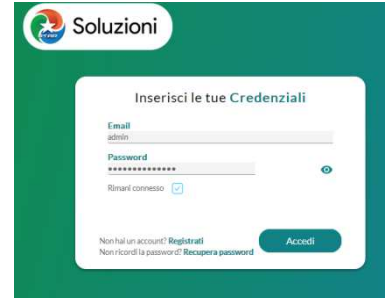 Soluzioni
Inserisci le tue Credenziali
Email
admin
Password
••••••••••••••
Rimani connesso
Non hai un account? Registrati
Non ricordi la password? Recupera password
Accedi